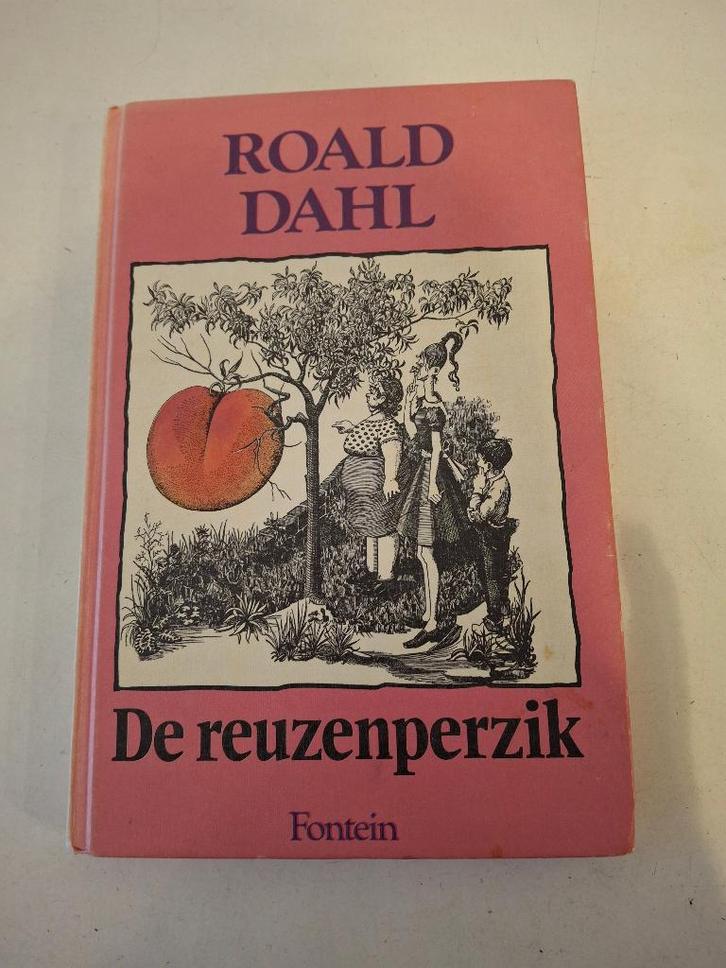 ROALD
DAHL
De reuzenperzik
Fontein